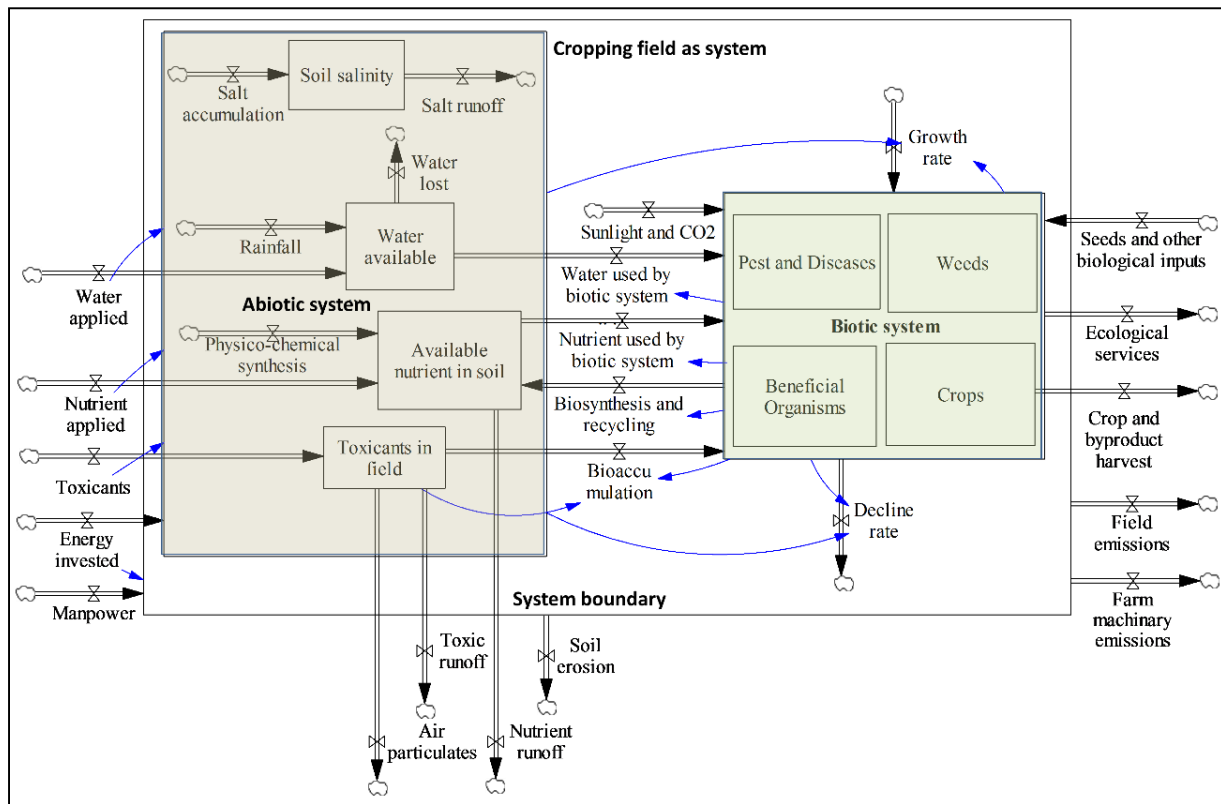 Cropping field as system
Soil salinity
Salt
accumulation
Salt runoff
Water
lost
Growth
rate
Rainfall
Water
available
Sunlight and CO2
Pest and Diseases
Weeds
Seeds and other
biological inputs
Water
applied
Abiotic system
Water used by
biotic system
Biotic system
Physico-chemical
synthesis
Available
nutrient in soil
Nutrient used by
biotic system
Ecological
services
Nutrient
applied
Biosynthesis and
recycling
Beneficial
Organisms
Crops
Crop and
byproduct
harvest
Toxicants
Toxicants in
field
Bioaccu
mulation
Decline
rate
Field
emissions
Energy
invested
Manpower
System boundary
Farm
machinary
emissions
Toxic
runoff
Soil
erosion
Air
particulates
Nutrient
runoff